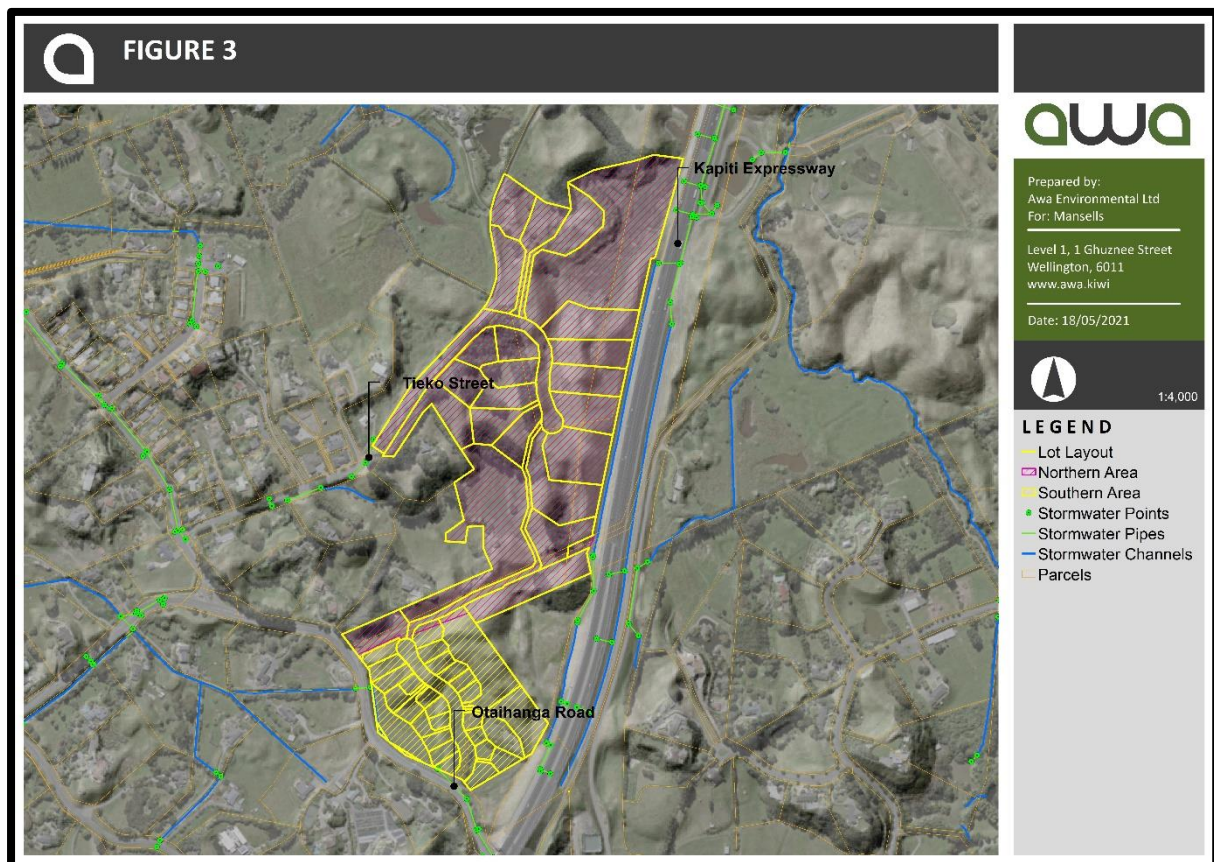 FIGURE 3
Kapiti Expressway
Tieko Street
Otaihanga Road
awa
Prepared by:
Awa Environmental Ltd
For: Mansells
Level 1, 1 Ghuznee Street
Wellington, 6011
www.awa.kiwi
Date: 18/05/2021
1:4,000
LEGEND
Lot Layout
Northern Area
Southern Area
Stormwater Points
Stormwater Pipes
Stormwater Channels
Parcels